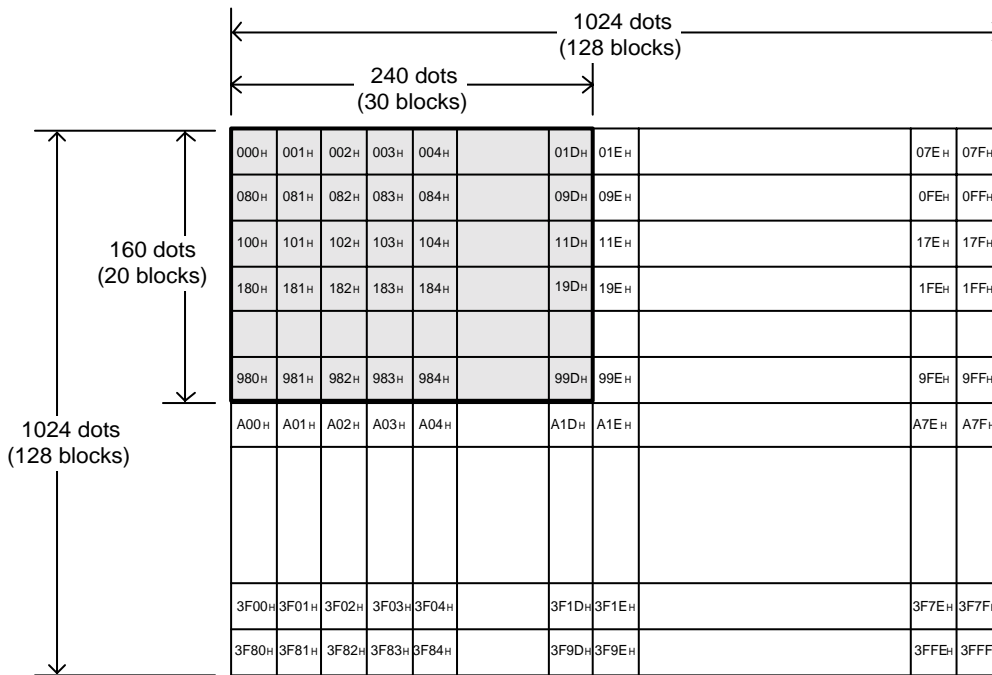 1024 dots
(128 blocks)
240 dots
(30 blocks)
000H 001H 002H 003H 004H 01DH 01EH 07EH 07FH
080H 081H 082H 083H 084H 09DH 09EH 0FEH 0FFH
160 dots
(20 blocks)
100H 101H 102H 103H 104H 11DH 11EH 17EH 17FH
180H 181H 182H 183H 184H 19DH 19EH 1FEH 1FFH
980H 981H 982H 983H 984H 99DH 99EH 9FEH 9FFH
1024 dots
(128 blocks)
A00H A01H A02H A03H A04H A1DH A1EH A7EH A7FH
3F00H 3F01H 3F02H 3F03H 3F04H 3F1DH 3F1EH 3F7EH 3F7F
3F80H 3F81H 3F82H 3F83H 3F84H 3F9DH 3F9EH 3FFEH 3FFF